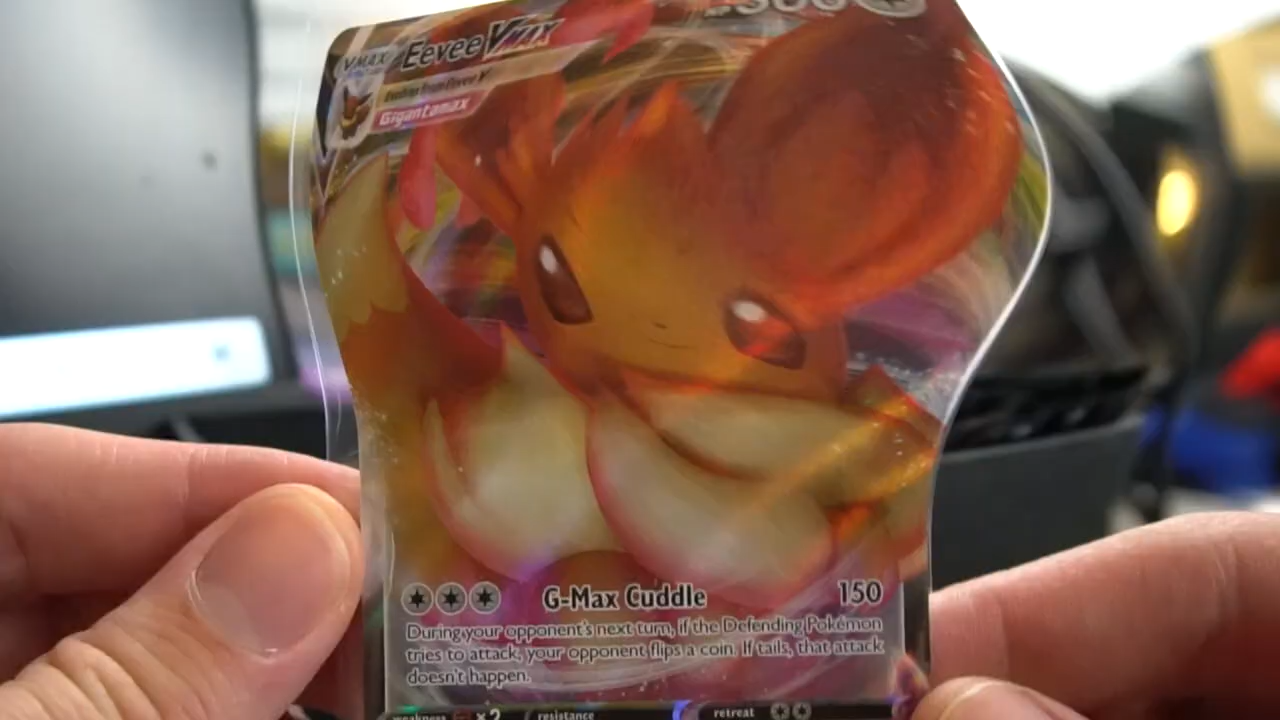 300
VMAX Eevee VMAX
Evolves from Eevee V
Gigantamax
G-Max Cuddle 150
During your opponent's next turn, if the Defending Pokémon
tries to attack, your opponent flips a coin. If tails, that attack
doesn't happen.
weakness ×2 resistance retreat